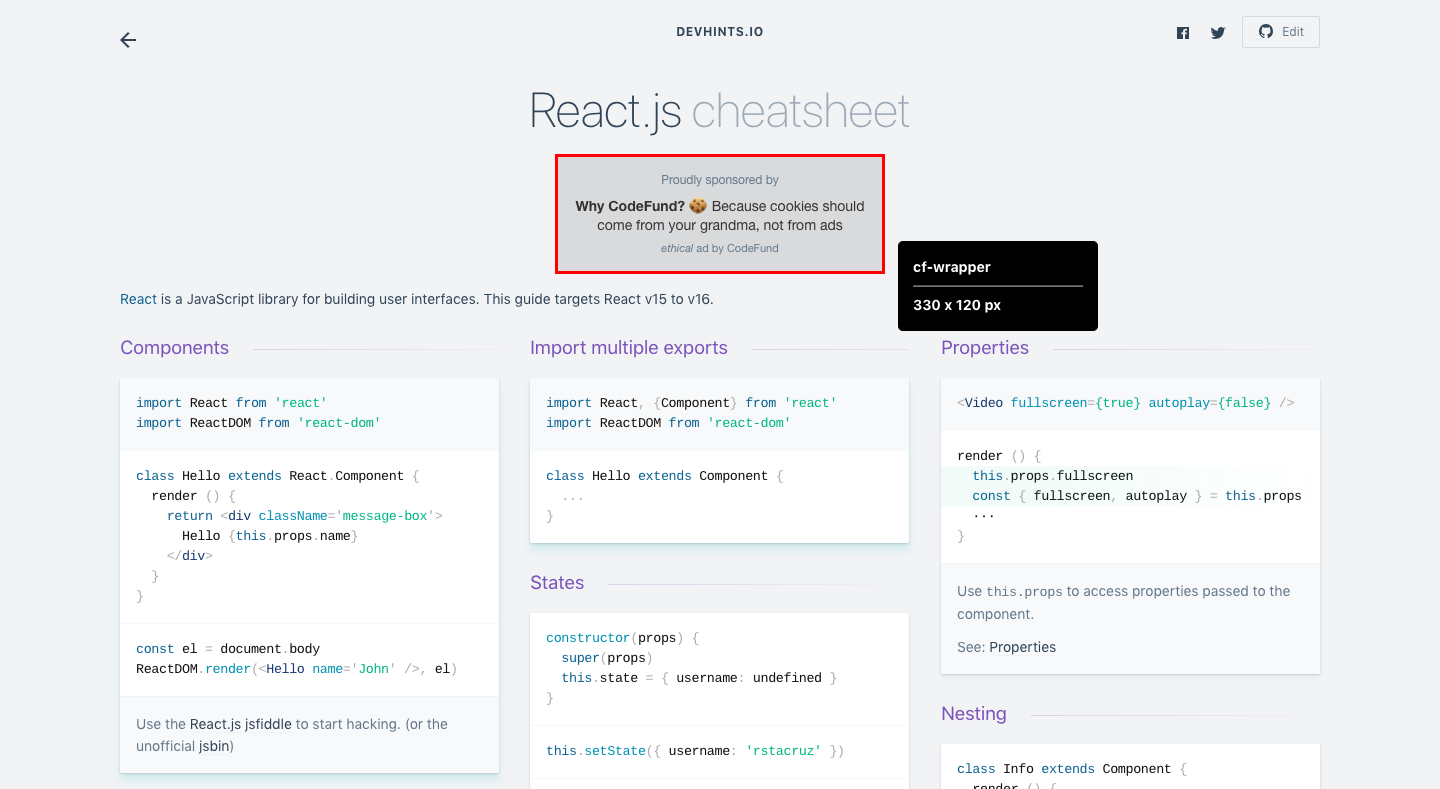 DEVHINTS.IO
Edit
React.js cheatsheet
Proudly sponsored by
Why CodeFund? 🍪 Because cookies should
come from your grandma, not from ads
ethical ad by CodeFund
cf-wrapper
330 x 120 px
React is a JavaScript library for building user interfaces. This guide targets React v15 to v16.
Components
import React from 'react'
import ReactDOM from 'react-dom'
class Hello extends React.Component {
render () {
return <div className='message-box'>
Hello {this.props.name}
</div>
}
}
const el = document.body
ReactDOM.render(<Hello name='John' />, el)
Use the React.js jsfiddle to start hacking. (or the
unofficial jsbin)
Import multiple exports
import React, {Component} from 'react'
import ReactDOM from 'react-dom'
class Hello extends Component {
...
}
States
constructor(props) {
super(props)
this.state = { username: undefined }
}
this.setState({ username: 'rstacruz' })
Properties
<Video fullscreen={true} autoplay={false} />
render () {
this.props.fullscreen
const { fullscreen, autoplay } = this.props
...
}
Use this.props to access properties passed to the
component.
See: Properties
Nesting
class Info extends Component {
render () {